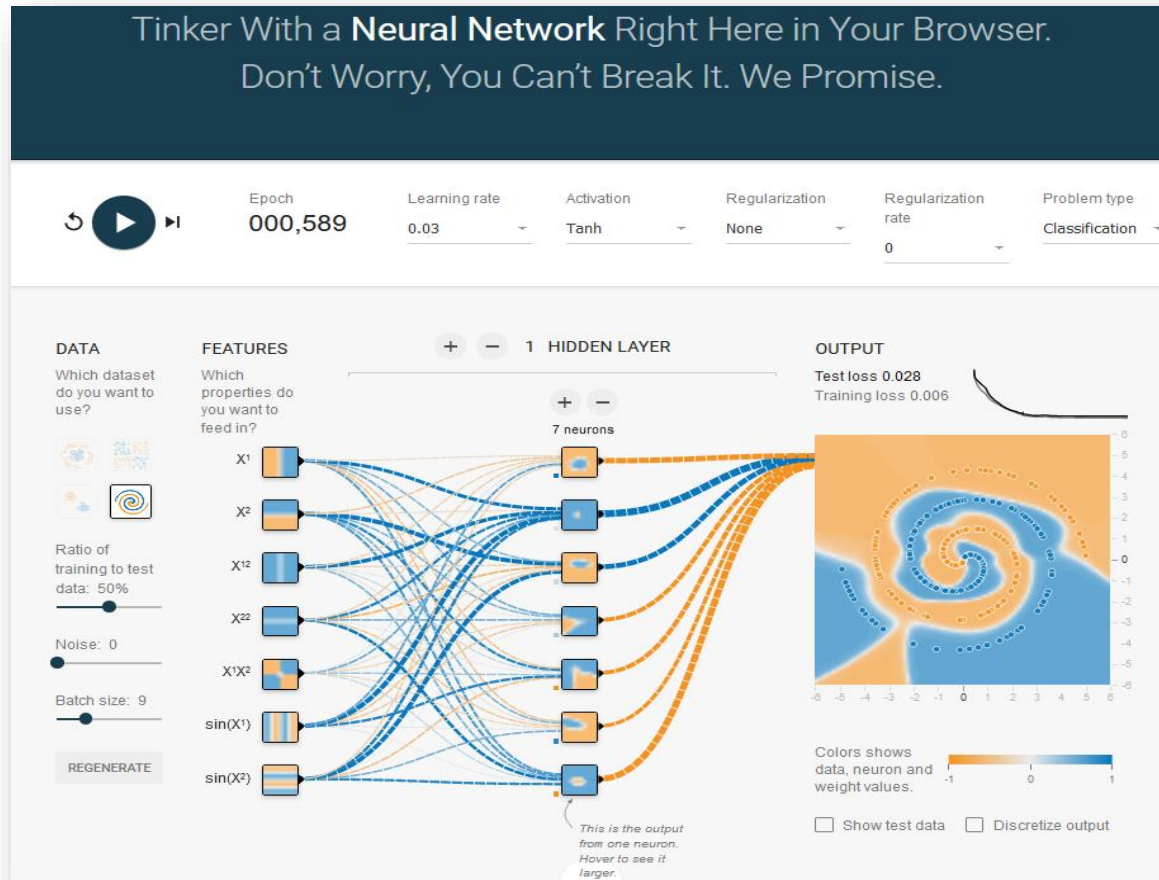 Tinker With a Neural Network Right Here in Your Browser.
Don't Worry, You Can't Break It. We Promise.
Epoch
000,589
Learning rate
0.03
Activation
Tanh
Regularization
None
Regularization
rate
0
Problem type
Classification
DATA
Which dataset
do you want to
use?
Ratio of
training to test
data: 50%
Noise: 0
Batch size: 9
REGENERATE
FEATURES
Which
properties do
you want to
feed in?
X¹
X²
X¹²
X²²
X¹X²
sin(X¹)
sin(X²)
+ − 1 HIDDEN LAYER
+ −
7 neurons
This is the output
from one neuron.
Hover to see it
larger.
OUTPUT
Test loss 0.028
Training loss 0.006
6
5
4
3
2
1
0
-1
-2
-3
-4
-5
-6
-6 -5 -4 -3 -2 -1 0 1 2 3 4 5 6
Colors shows
data, neuron and
weight values.
-1 0 1
Show test data Discretize output